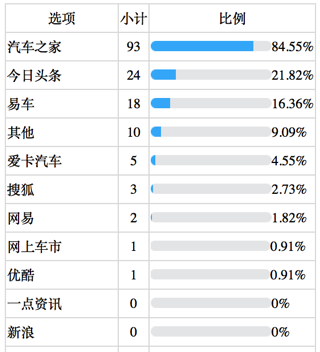 选项 小计 比例
汽车之家 93 84.55%
今日头条 24 21.82%
易车 18 16.36%
其他 10 9.09%
爱卡汽车 5 4.55%
搜狐 3 2.73%
网易 2 1.82%
网上车市 1 0.91%
优酷 1 0.91%
一点资讯 0 0%
新浪 0 0%